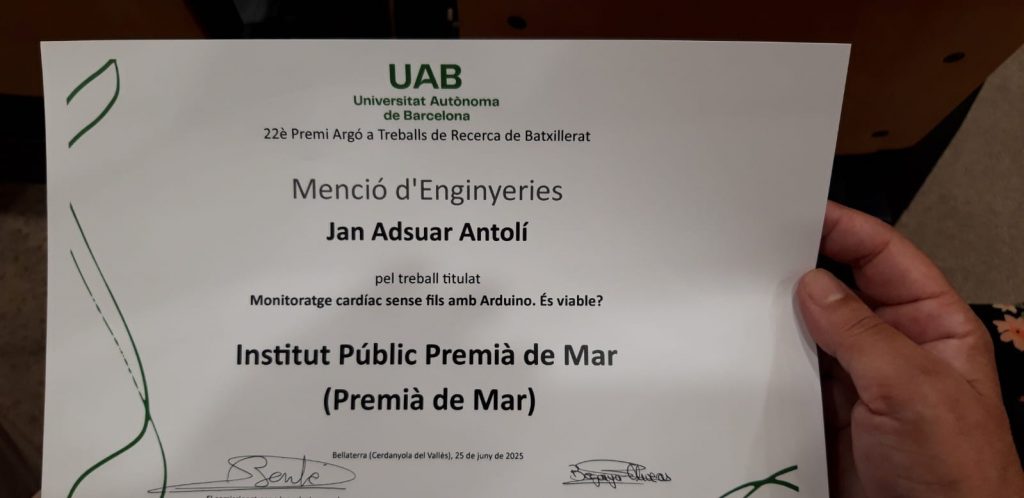 UAB
Universitat Autònoma
de Barcelona
22è Premi Argó a Treballs de Recerca de Batxillerat
Menció d'Enginyeries
Jan Adsuar Antolí
pel treball titulat
Monitoratge cardíac sense fils amb Arduino. És viable?
Institut Públic Premià de Mar
(Premià de Mar)
Bellaterra (Cerdanyola del Vallès), 25 de juny de 2025